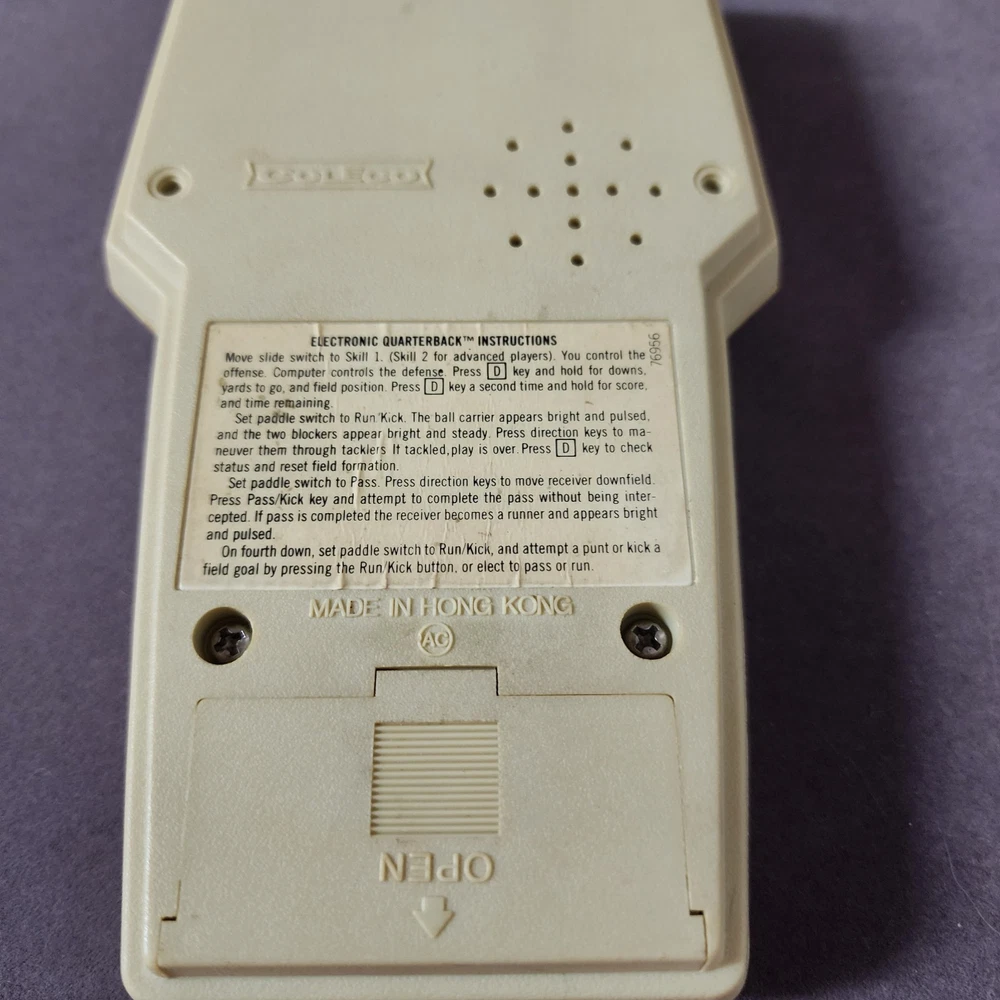 COLECO
ELECTRONIC QUARTERBACK™ INSTRUCTIONS
76956
Move slide switch to Skill 1. (Skill 2 for advanced players). You control the
offense. Computer controls the defense. Press D key and hold for downs,
yards to go, and field position. Press D key a second time and hold for score,
and time remaining.
Set paddle switch to Run/Kick. The ball carrier appears bright and pulsed,
and the two blockers appear bright and steady. Press direction keys to ma-
neuver them through tacklers. If tackled, play is over. Press D key to check
status and reset field formation.
Set paddle switch to Pass. Press direction keys to move receiver downfield.
Press Pass/Kick key and attempt to complete the pass without being inter-
cepted. If pass is completed the receiver becomes a runner and appears bright
and pulsed.
On fourth down, set paddle switch to Run/Kick, and attempt a punt or kick a
field goal by pressing the Run/Kick button, or elect to pass or run.
MADE IN HONG KONG
AC
OPEN